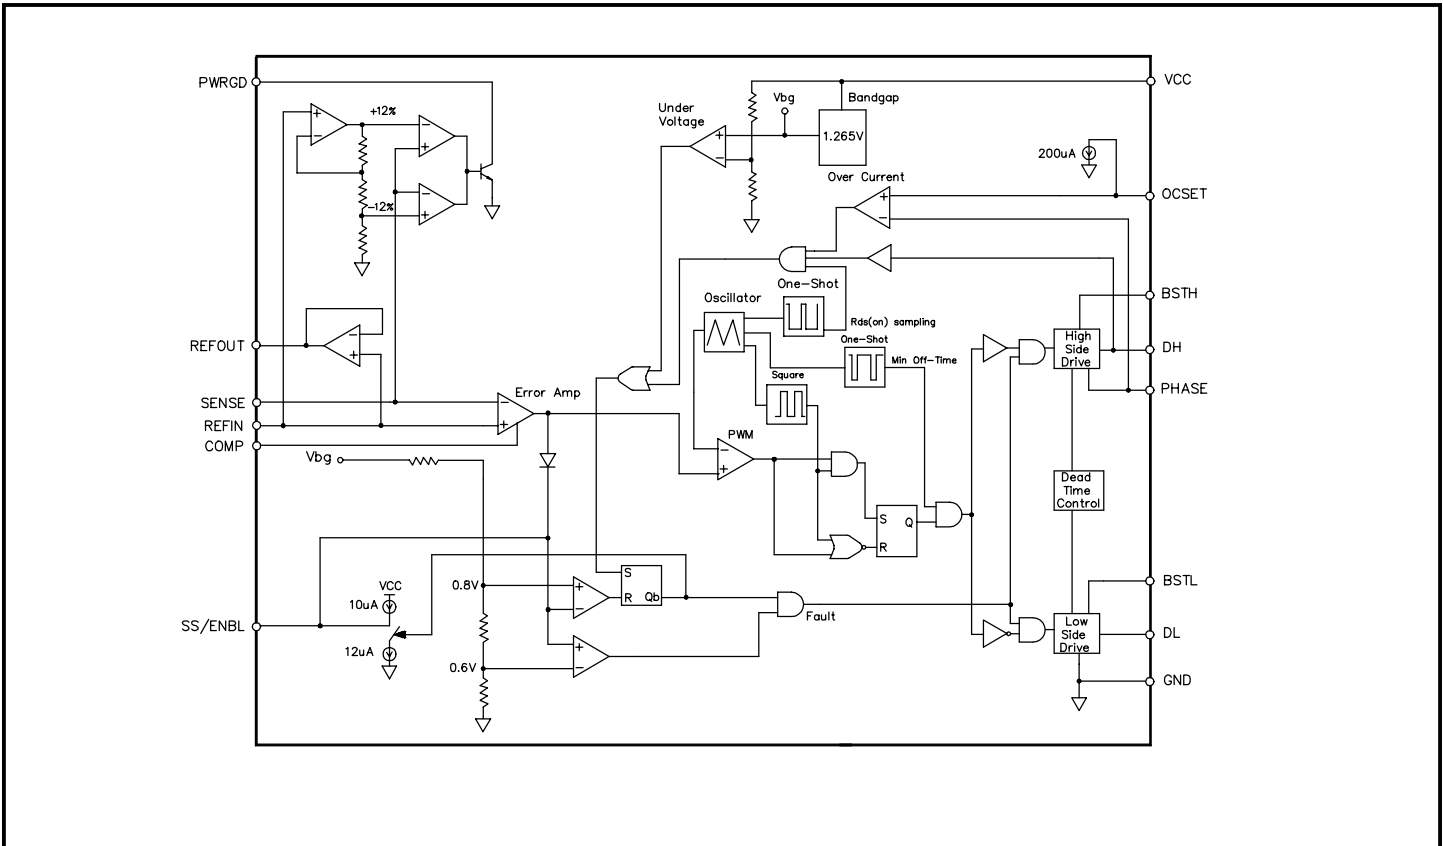 PWRGD
VCC
+12%
−
+
+
−
−12%
−
+
Under
Voltage
Vbg
Bandgap
1.265V
+
−
200uA
OCSET
Over Current
+
−
One-Shot
Oscillator
Rds(on) sampling
One-Shot
Min Off-Time
Square
BSTH
High
Side
Drive
DH
PHASE
REFOUT
−
+
SENSE
REFIN
COMP
Error Amp
−
+
Vbg
PWM
−
+
S
Q
R
Dead
Time
Control
VCC
10uA
12uA
SS/ENBL
0.8V
0.6V
+
−
+
−
S
R Qb
Fault
BSTL
Low
Side
Drive
DL
GND